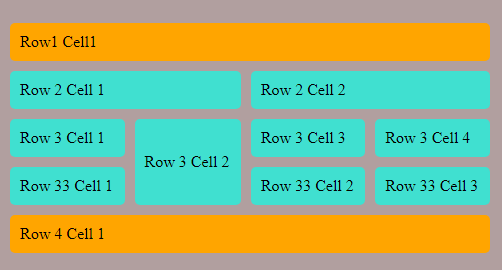 Row1 Cell1
Row 2 Cell 1
Row 2 Cell 2
Row 3 Cell 1
Row 3 Cell 2
Row 3 Cell 3
Row 3 Cell 4
Row 33 Cell 1
Row 33 Cell 2
Row 33 Cell 3
Row 4 Cell 1